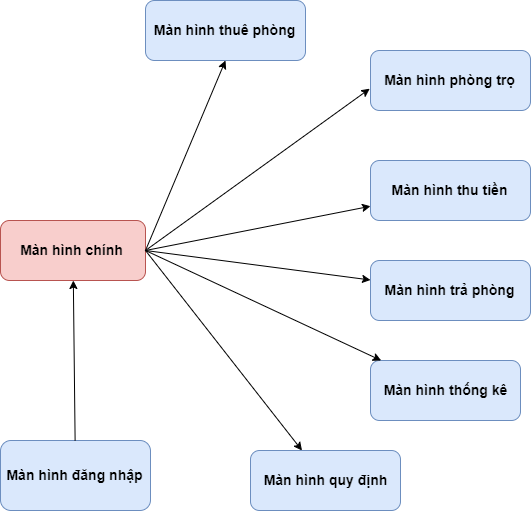 Màn hình thuê phòng
Màn hình phòng trọ
Màn hình thu tiền
Màn hình chính
Màn hình trả phòng
Màn hình thống kê
Màn hình đăng nhập
Màn hình quy định